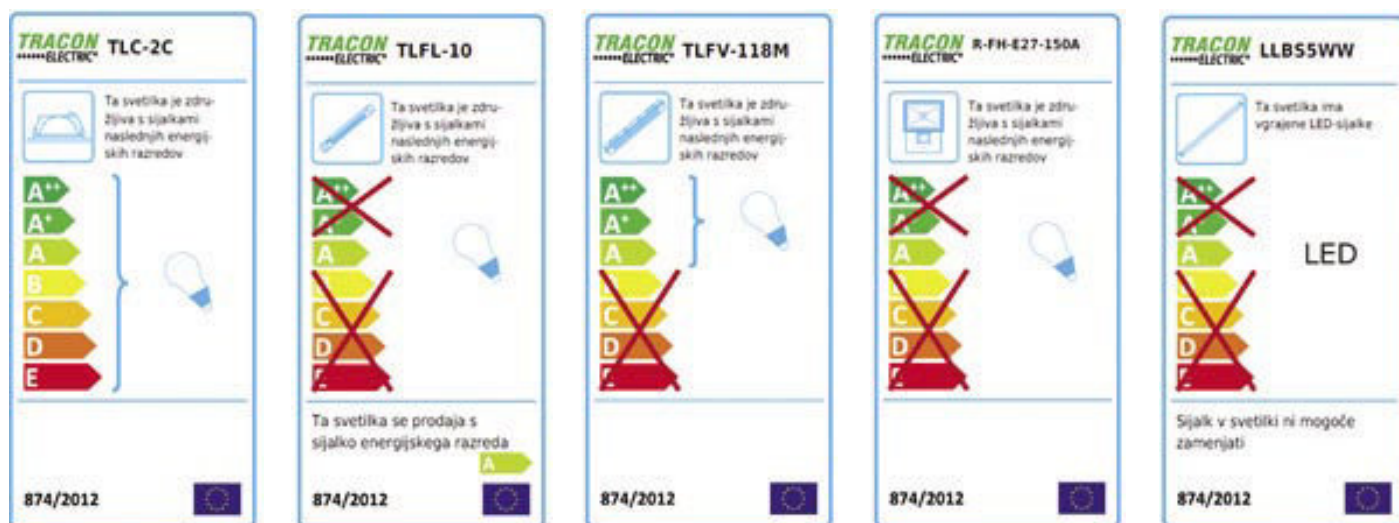 TRACON
ELECTRIC®
TLC-2C
Ta svetilka je zdru-
žljiva s sijalkami
naslednjih energij-
skih razredov
A++
A+
A
B
C
D
E
874/2012
TRACON
ELECTRIC®
TLFL-10
Ta svetilka je zdru-
žljiva s sijalkami
naslednjih energij-
skih razredov
A++
A
A
C
D
Ta svetilka se prodaja s
sijalko energijskega razreda
A
874/2012
TRACON
ELECTRIC®
TLFV-118M
Ta svetilka je zdru-
žljiva s sijalkami
naslednjih energij-
skih razredov
A++
A+
A
C
D
874/2012
TRACON
ELECTRIC®
R-FH-E27-150A
Ta svetilka je zdru-
žljiva s sijalkami
naslednjih energij-
skih razredov
A++
A
A
C
D
874/2012
TRACON
ELECTRIC®
LLBS5WW
Ta svetilka ima
vgrajene LED-sijalke
A++
A
A
C
D
LED
Sijalk v svetilki ni mogoče
zamenjati
874/2012